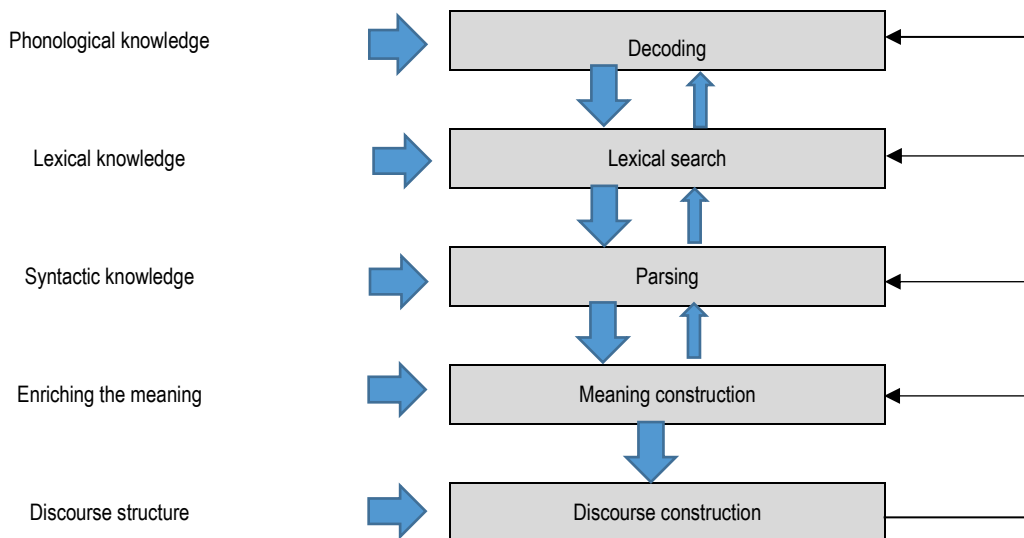 Phonological knowledge
Decoding
Lexical knowledge
Lexical search
Syntactic knowledge
Parsing
Enriching the meaning
Meaning construction
Discourse structure
Discourse construction